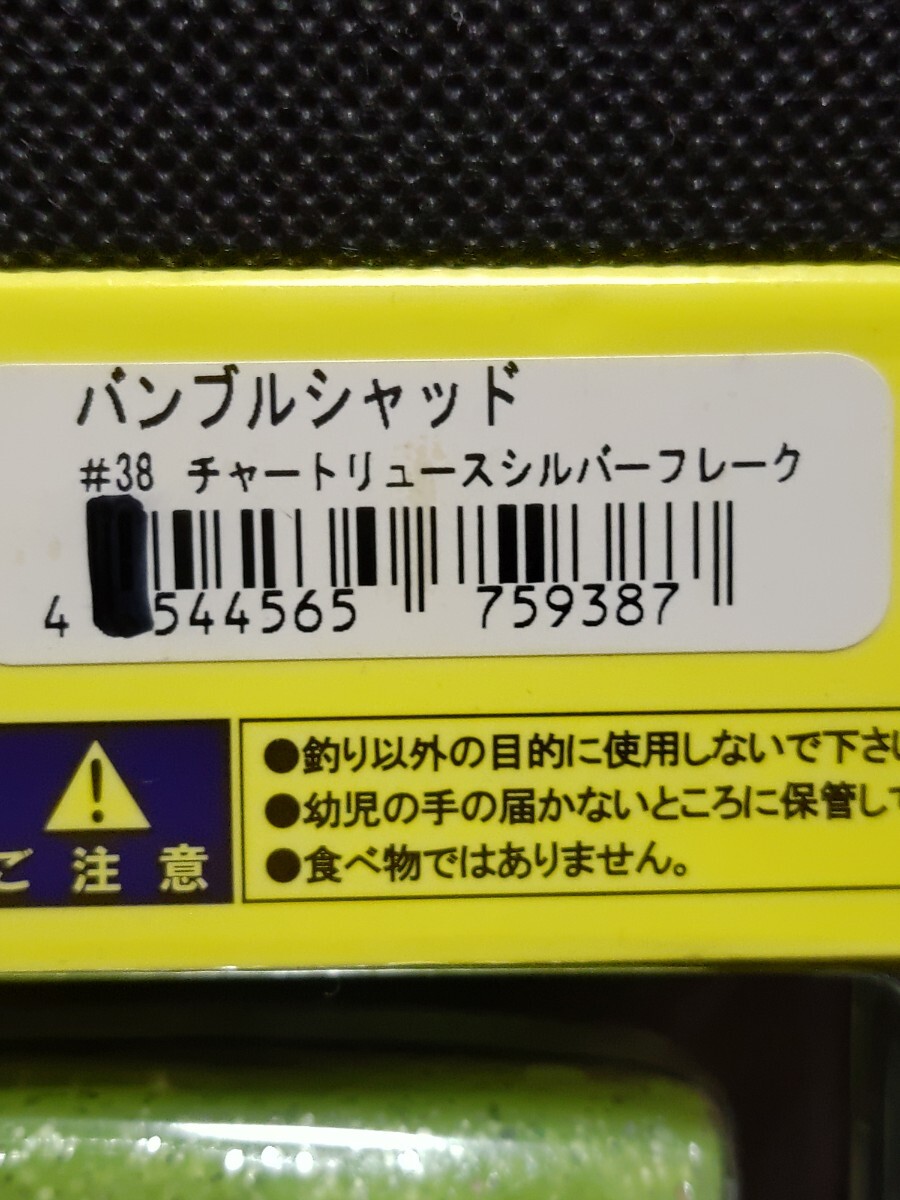 バンブルシャッド
#38 チャートリュースシルバーフレーク
4 544565 759387
ご注意
●釣り以外の目的に使用しないで下さい
●幼児の手の届かないところに保管して
●食べ物ではありません。